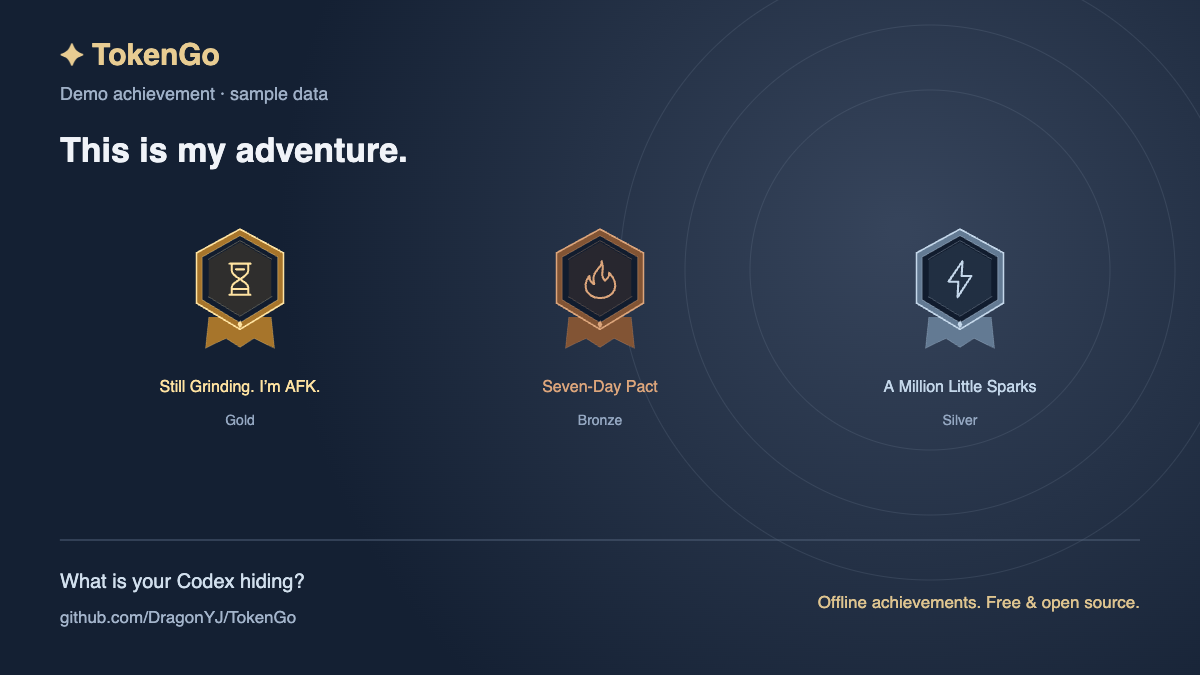 TokenGo
Demo achievement · sample data
This is my adventure.
Still Grinding. I’m AFK.
Gold
Seven-Day Pact
Bronze
A Million Little Sparks
Silver
What is your Codex hiding?
github.com/DragonYJ/TokenGo
Offline achievements. Free & open source.